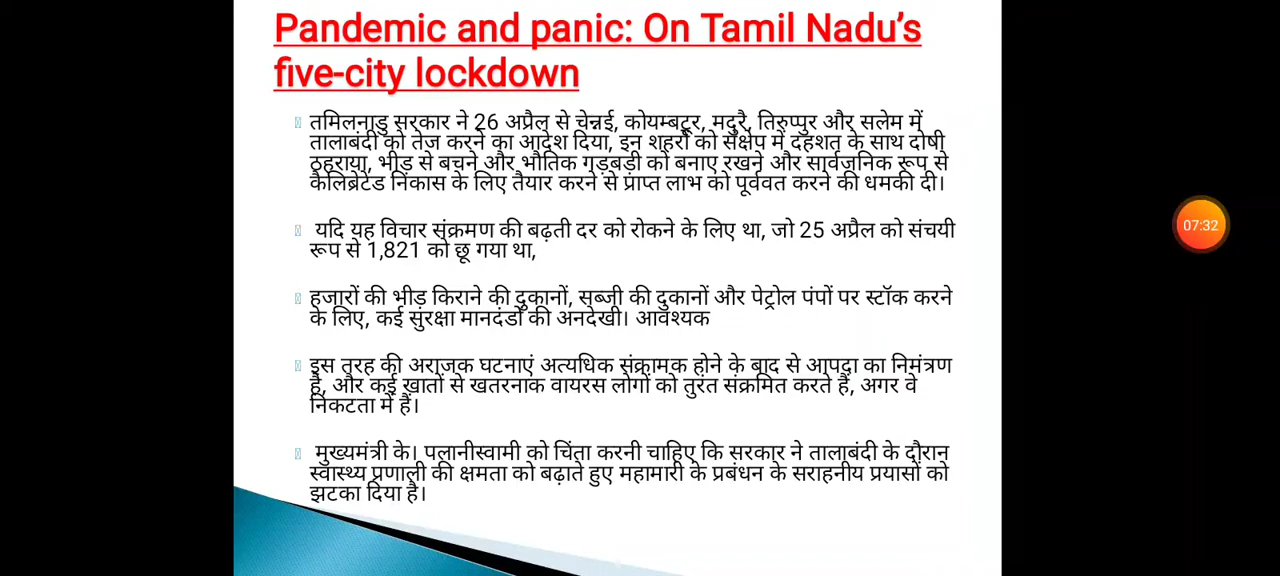 Pandemic and panic: On Tamil Nadu’s
five-city lockdown
तमिलनाडु सरकार ने 26 अप्रैल से चेन्नई, कोयम्बटूर, मदुरै, तिरुप्पुर और सलेम में
तालाबंदी को तेज करने का आदेश दिया, इन शहरों को संक्षेप में दहशत के साथ दोषी
ठहराया, भीड़ से बचने और भौतिक गड़बड़ी को बनाए रखने और सार्वजनिक रूप से
कैलिब्रेटेड निकास के लिए तैयार करने से प्राप्त लाभ को पूर्ववत करने की धमकी दी।
यदि यह विचार संक्रमण की बढ़ती दर को रोकने के लिए था, जो 25 अप्रैल को संचयी
रूप से 1,821 को छू गया था,
हजारों की भीड़ किराने की दुकानों, सब्जी की दुकानों और पेट्रोल पंपों पर स्टॉक करने
के लिए, कई सुरक्षा मानदंडों की अनदेखी। आवश्यक
इस तरह की अराजक घटनाएं अत्यधिक संक्रामक होने के बाद से आपदा का निमंत्रण
है, और कई खातों से खतरनाक वायरस लोगों को तुरंत संक्रमित करते हैं, अगर वे
निकटता में हैं।
मुख्यमंत्री के। पलानीस्वामी को चिंता करनी चाहिए कि सरकार ने तालाबंदी के दौरान
स्वास्थ्य प्रणाली की क्षमता को बढ़ाते हुए महामारी के प्रबंधन के सराहनीय प्रयासों को
झटका दिया है।
07:32